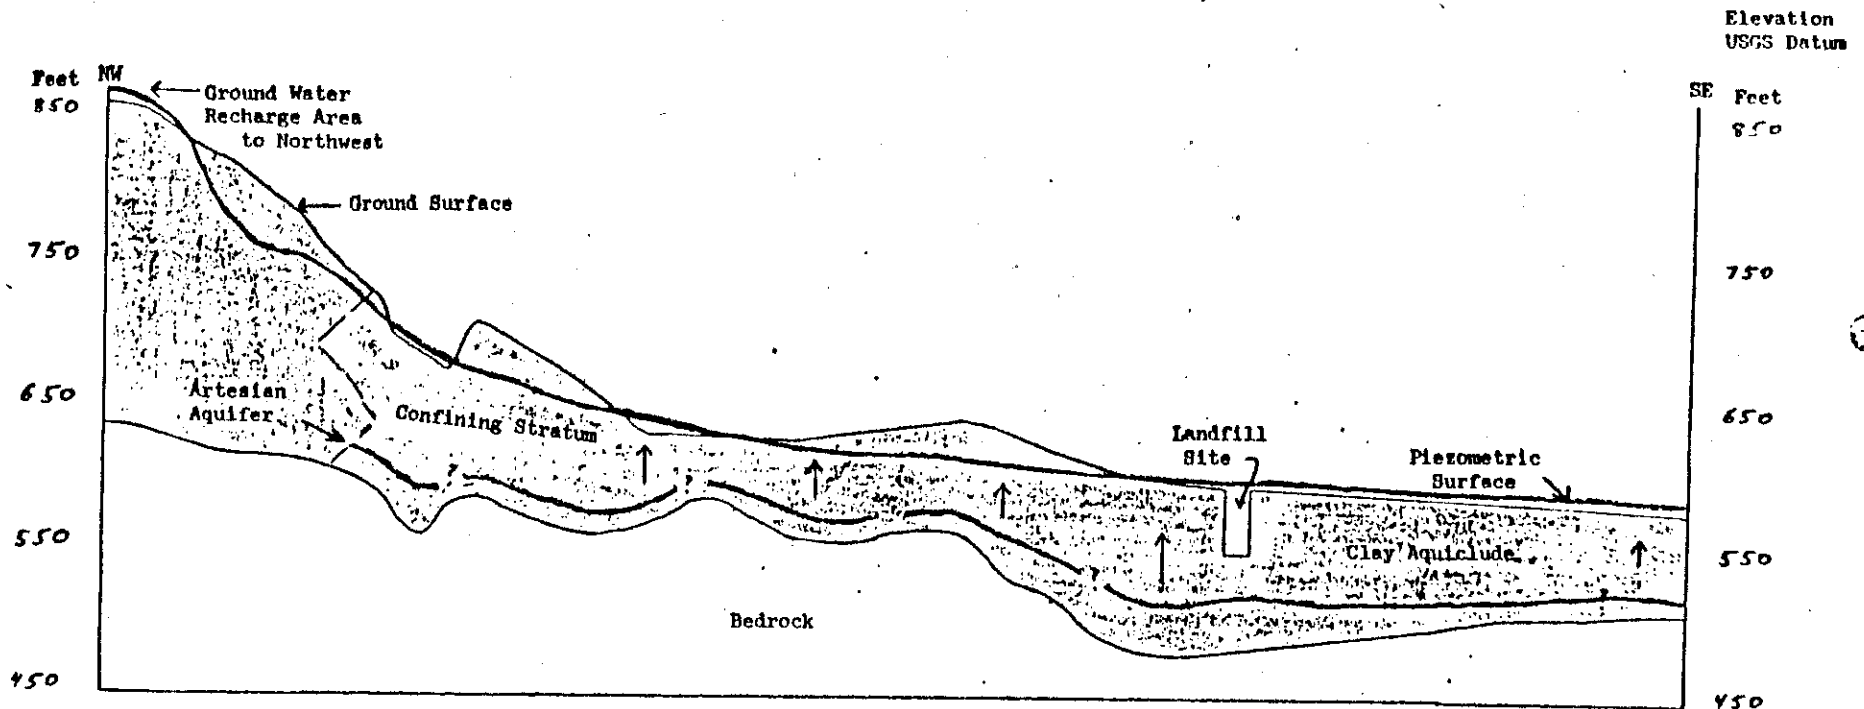 Elevation
USGS Datum
Feet
NW
850
Ground Water
Recharge Area
to Northwest
SE
Feet
850
Ground Surface
750
750
650
Artesian
Aquifer
Confining Stratum
?
?
Landfill
Site
Piezometric
Surface
650
550
Clay Aquiclude
?
?
550
Bedrock
450
450